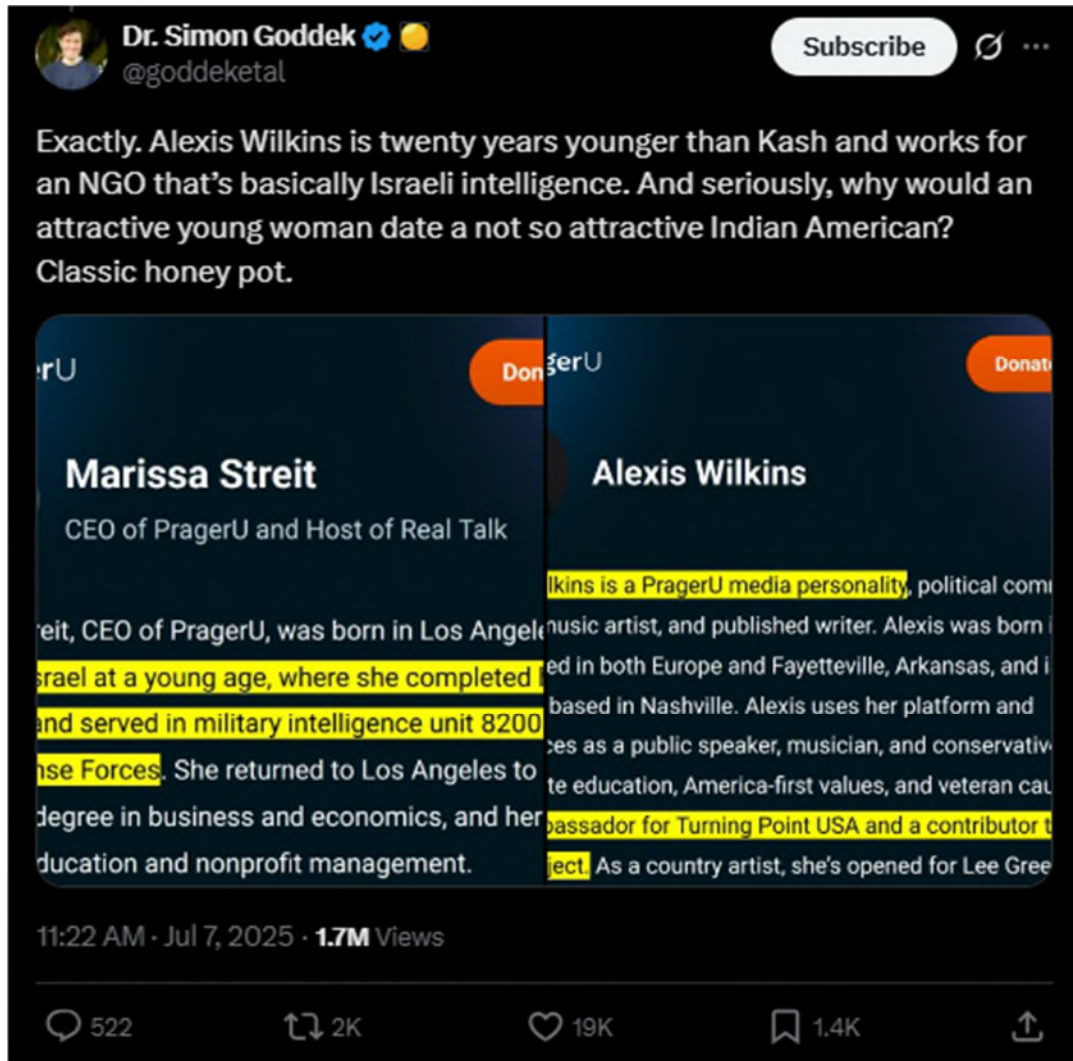 Dr. Simon Goddek
@goddeketal
Subscribe
Exactly. Alexis Wilkins is twenty years younger than Kash and works for
an NGO that's basically Israeli intelligence. And seriously, why would an
attractive young woman date a not so attractive Indian American?
Classic honey pot.
rU
Don
gerU
Donat
Marissa Streit
CEO of PragerU and Host of Real Talk
reit, CEO of PragerU, was born in Los Angele
srael at a young age, where she completed
and served in military intelligence unit 8200
nse Forces. She returned to Los Angeles to
degree in business and economics, and her
ducation and nonprofit management.
Alexis Wilkins
lkins is a PragerU media personality, political com
music artist, and published writer. Alexis was born i
ed in both Europe and Fayetteville, Arkansas, and i
based in Nashville. Alexis uses her platform and
ces as a public speaker, musician, and conservativ
te education, America-first values, and veteran cau
bassador for Turning Point USA and a contributor t
ject. As a country artist, she's opened for Lee Gree
11:22 AM · Jul 7, 2025 · 1.7M Views
522 2K 19K 1.4K